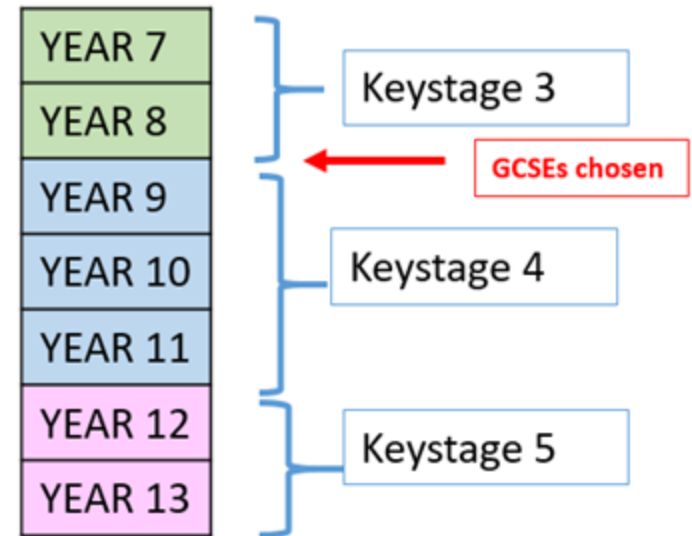 YEAR 7
YEAR 8
YEAR 9
YEAR 10
YEAR 11
YEAR 12
YEAR 13
Keystage 3
GCSEs chosen
Keystage 4
Keystage 5